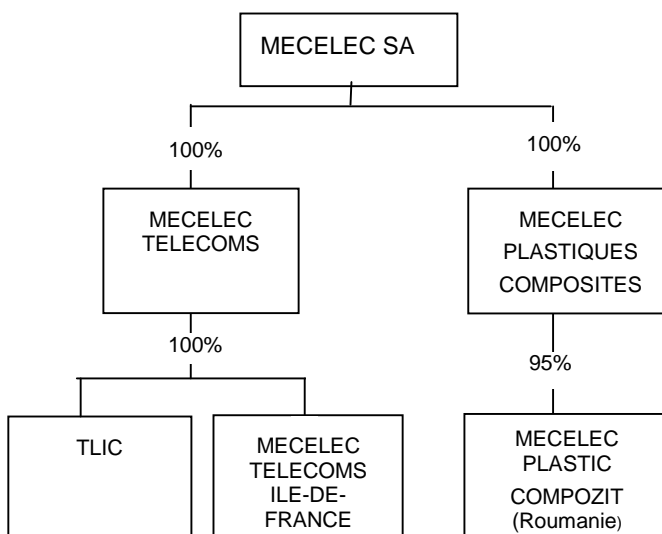 MECELEC SA
100%
100%
MECELEC
TELECOMS
MECELEC
PLASTIQUES
COMPOSITES
100%
95%
TLIC
MECELEC
TELECOMS
ILE-DE-
FRANCE
MECELEC
PLASTIC
COMPOZIT
(Roumanie)